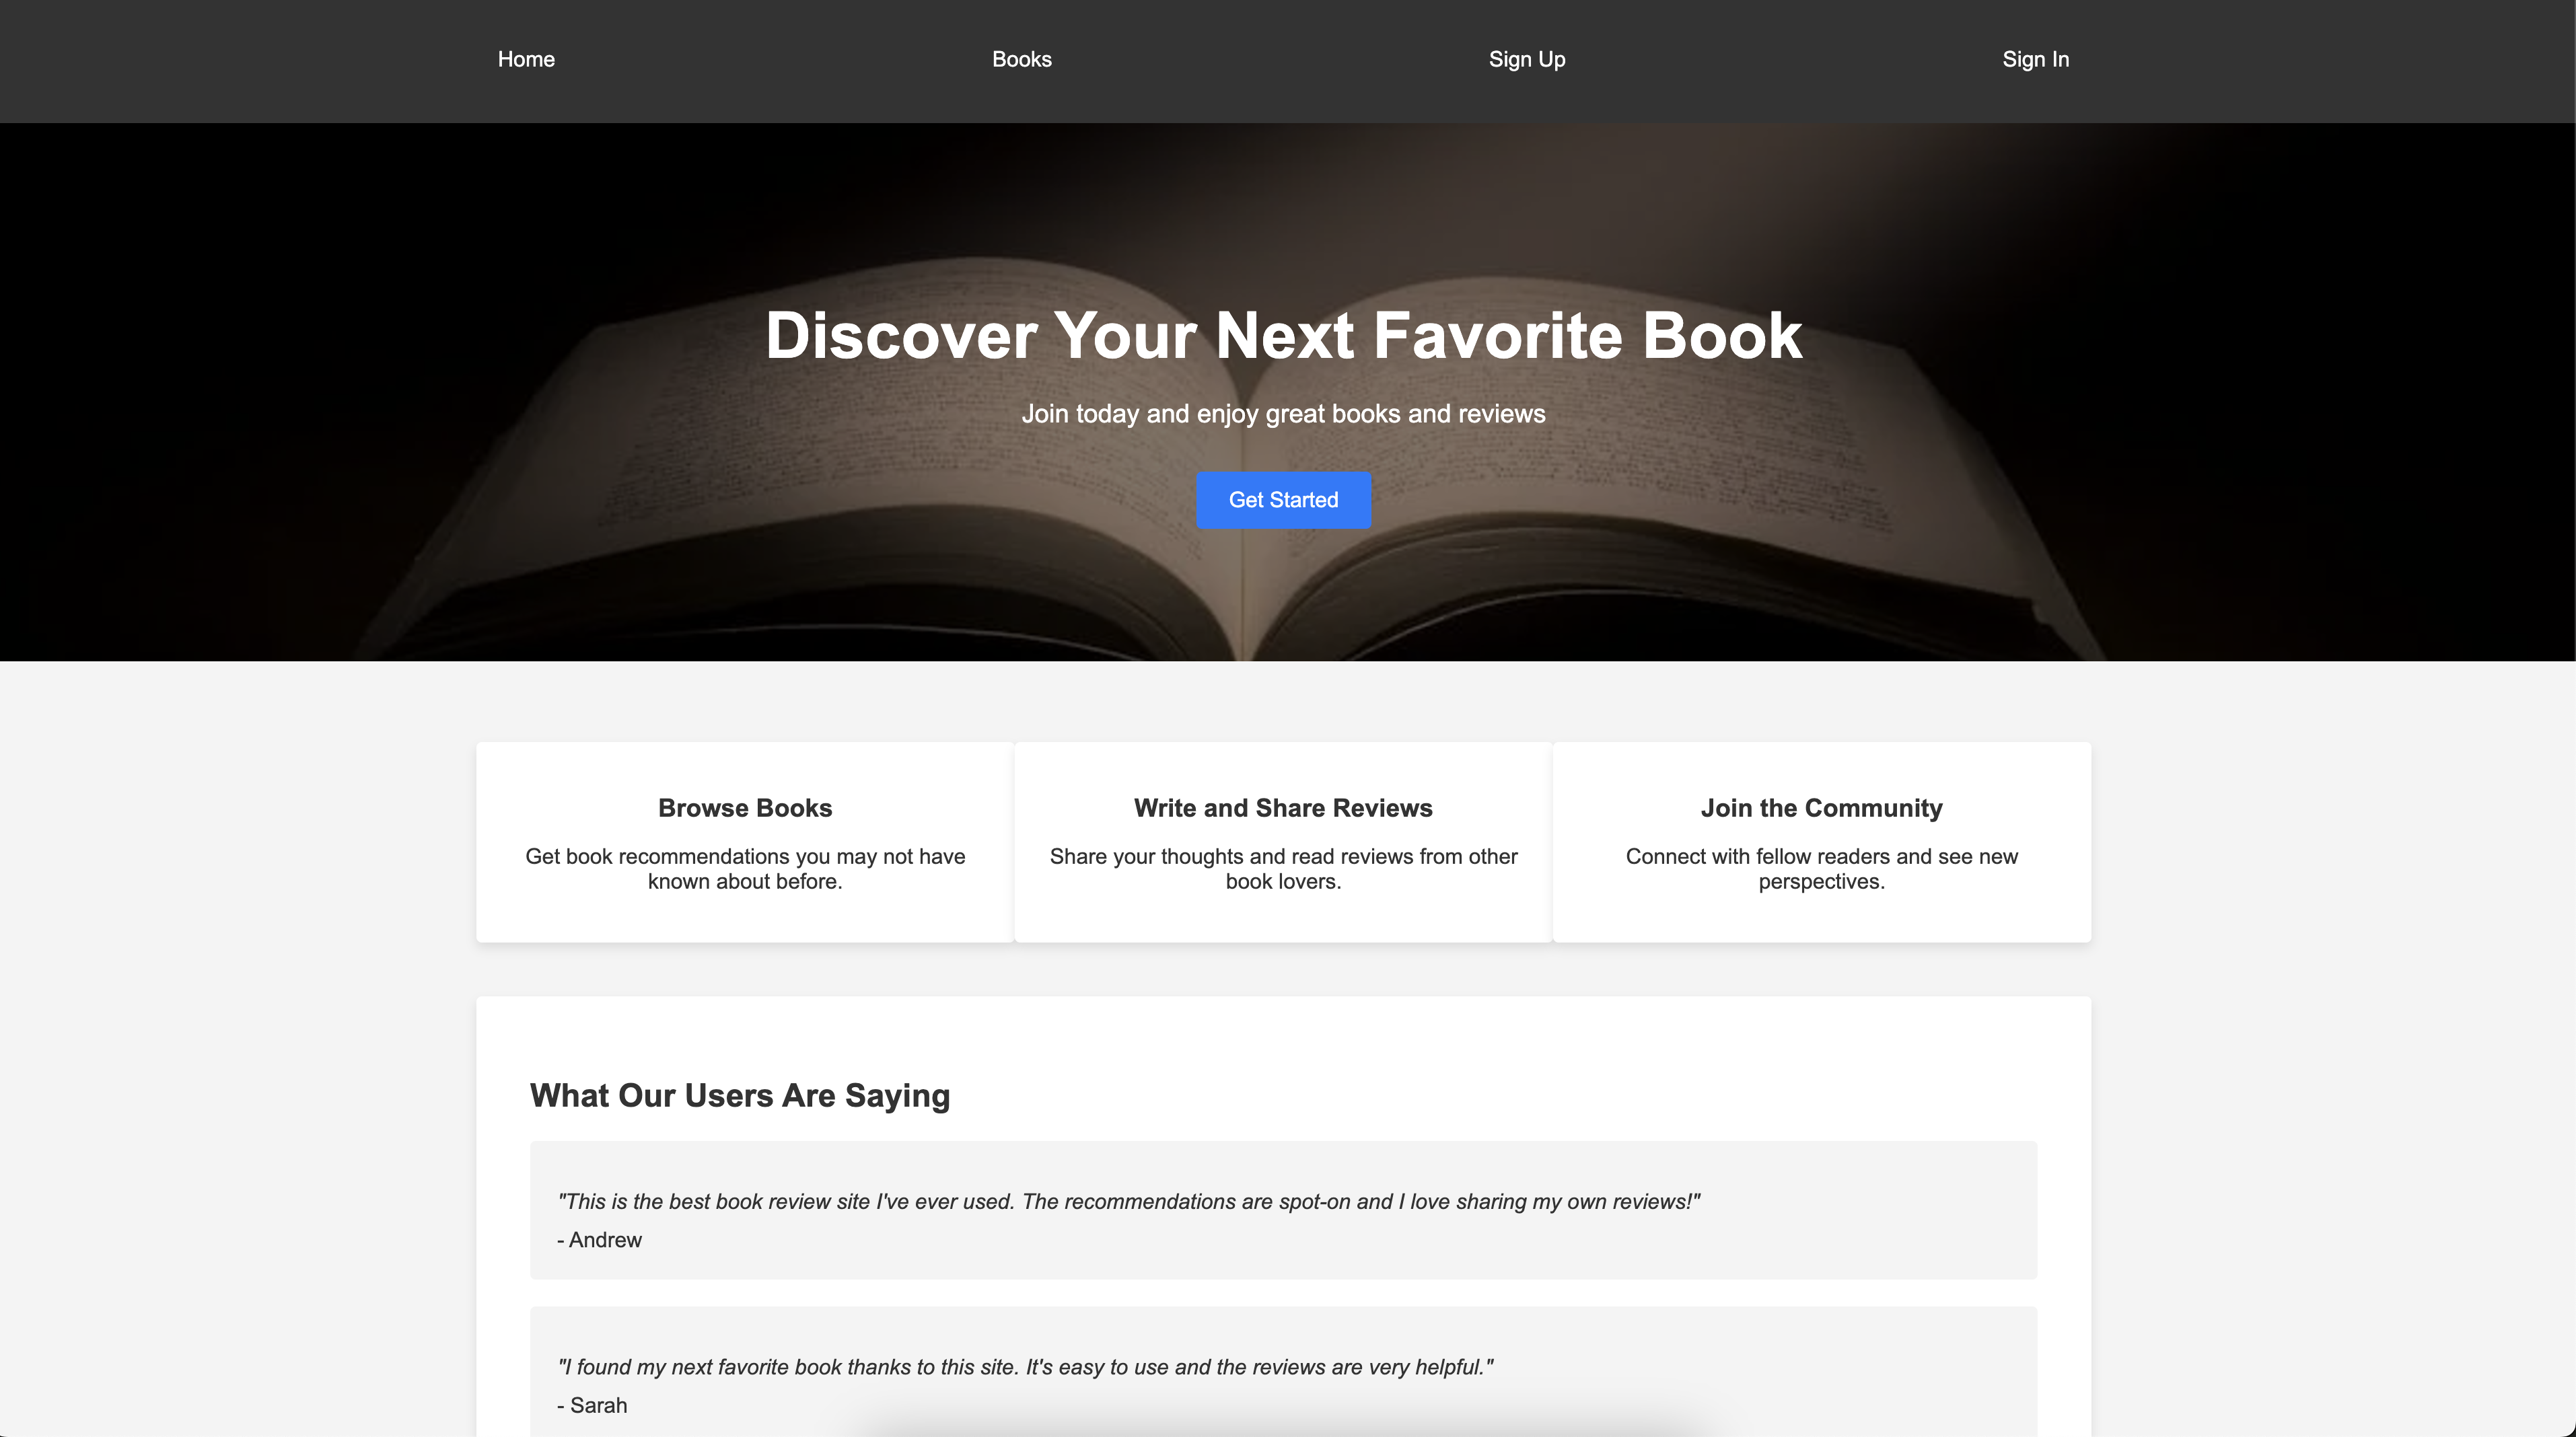 Home Books Sign Up Sign In
Discover Your Next Favorite Book
Join today and enjoy great books and reviews
Get Started
Browse Books
Get book recommendations you may not have
known about before.
Write and Share Reviews
Share your thoughts and read reviews from other
book lovers.
Join the Community
Connect with fellow readers and see new
perspectives.
What Our Users Are Saying
"This is the best book review site I've ever used. The recommendations are spot-on and I love sharing my own reviews!"
- Andrew
"I found my next favorite book thanks to this site. It's easy to use and the reviews are very helpful."
- Sarah